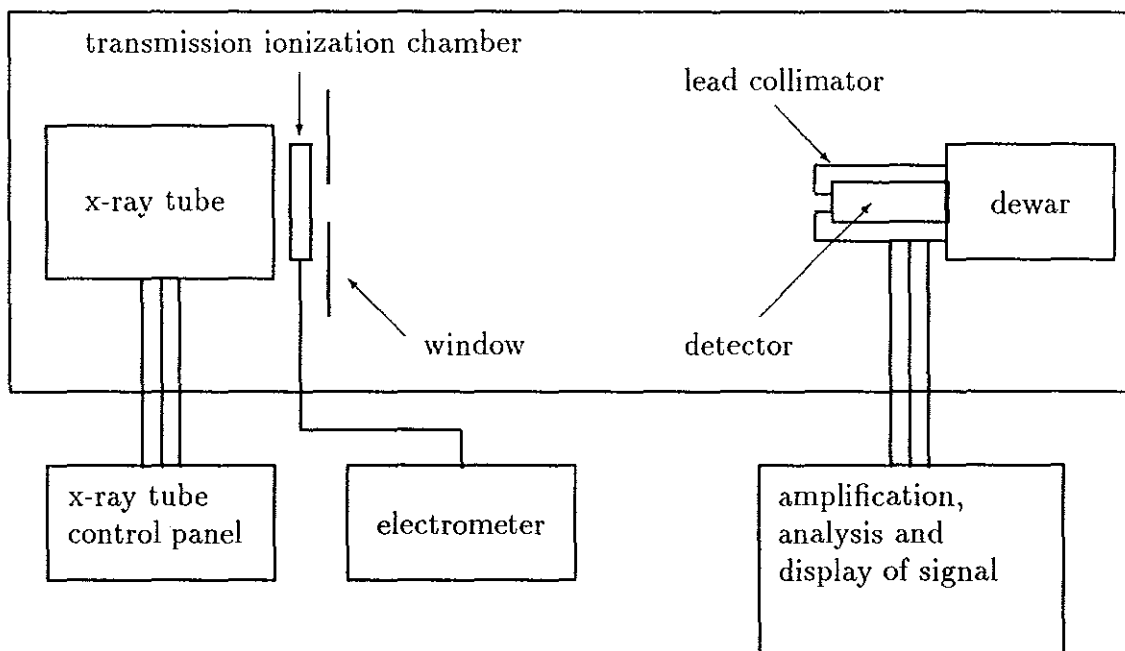 transmission ionization chamber
lead collimator
x-ray tube
dewar
window
detector
x-ray tube
control panel
electrometer
amplification,
analysis and
display of signal